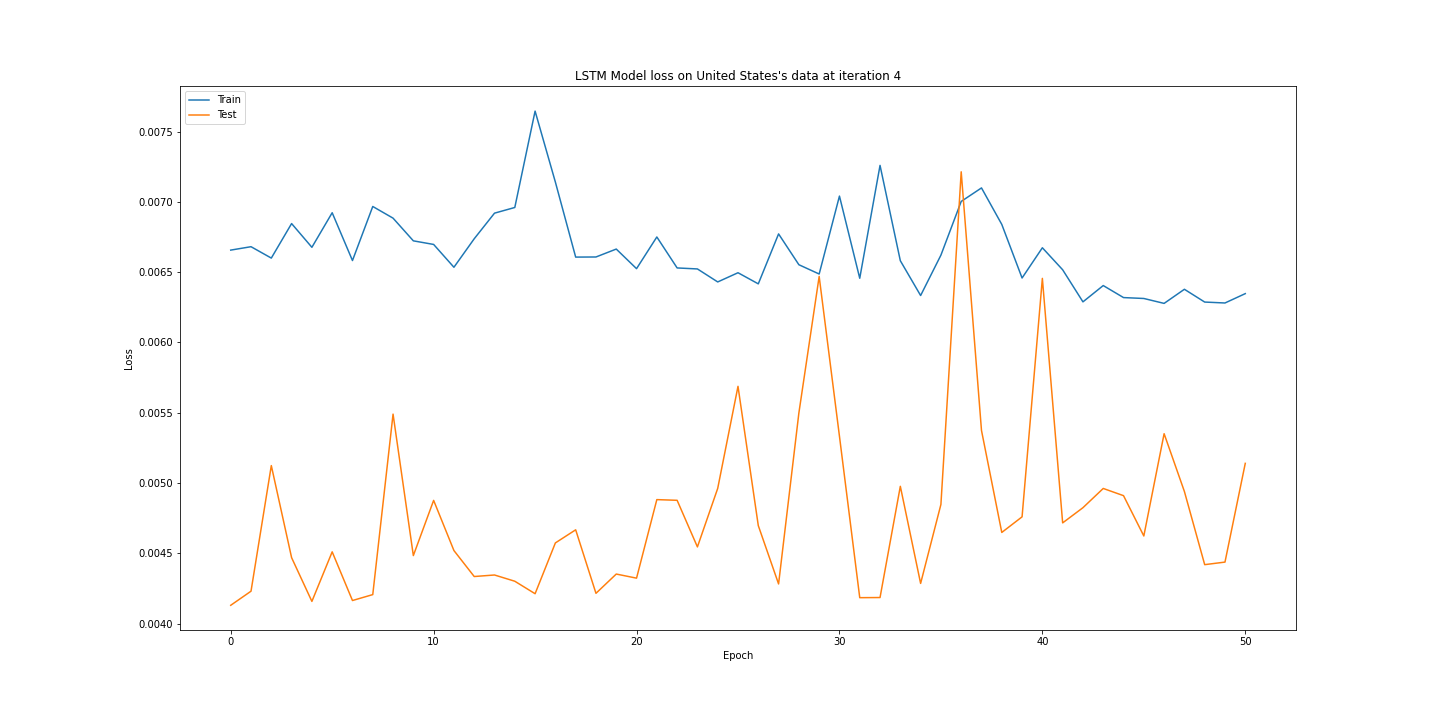 LSTM Model loss on United States's data at iteration 4
Train
Test
0.0075
0.0070
0.0065
0.0060
0.0055
0.0050
0.0045
0.0040
Loss
0 10 20 30 40 50
Epoch